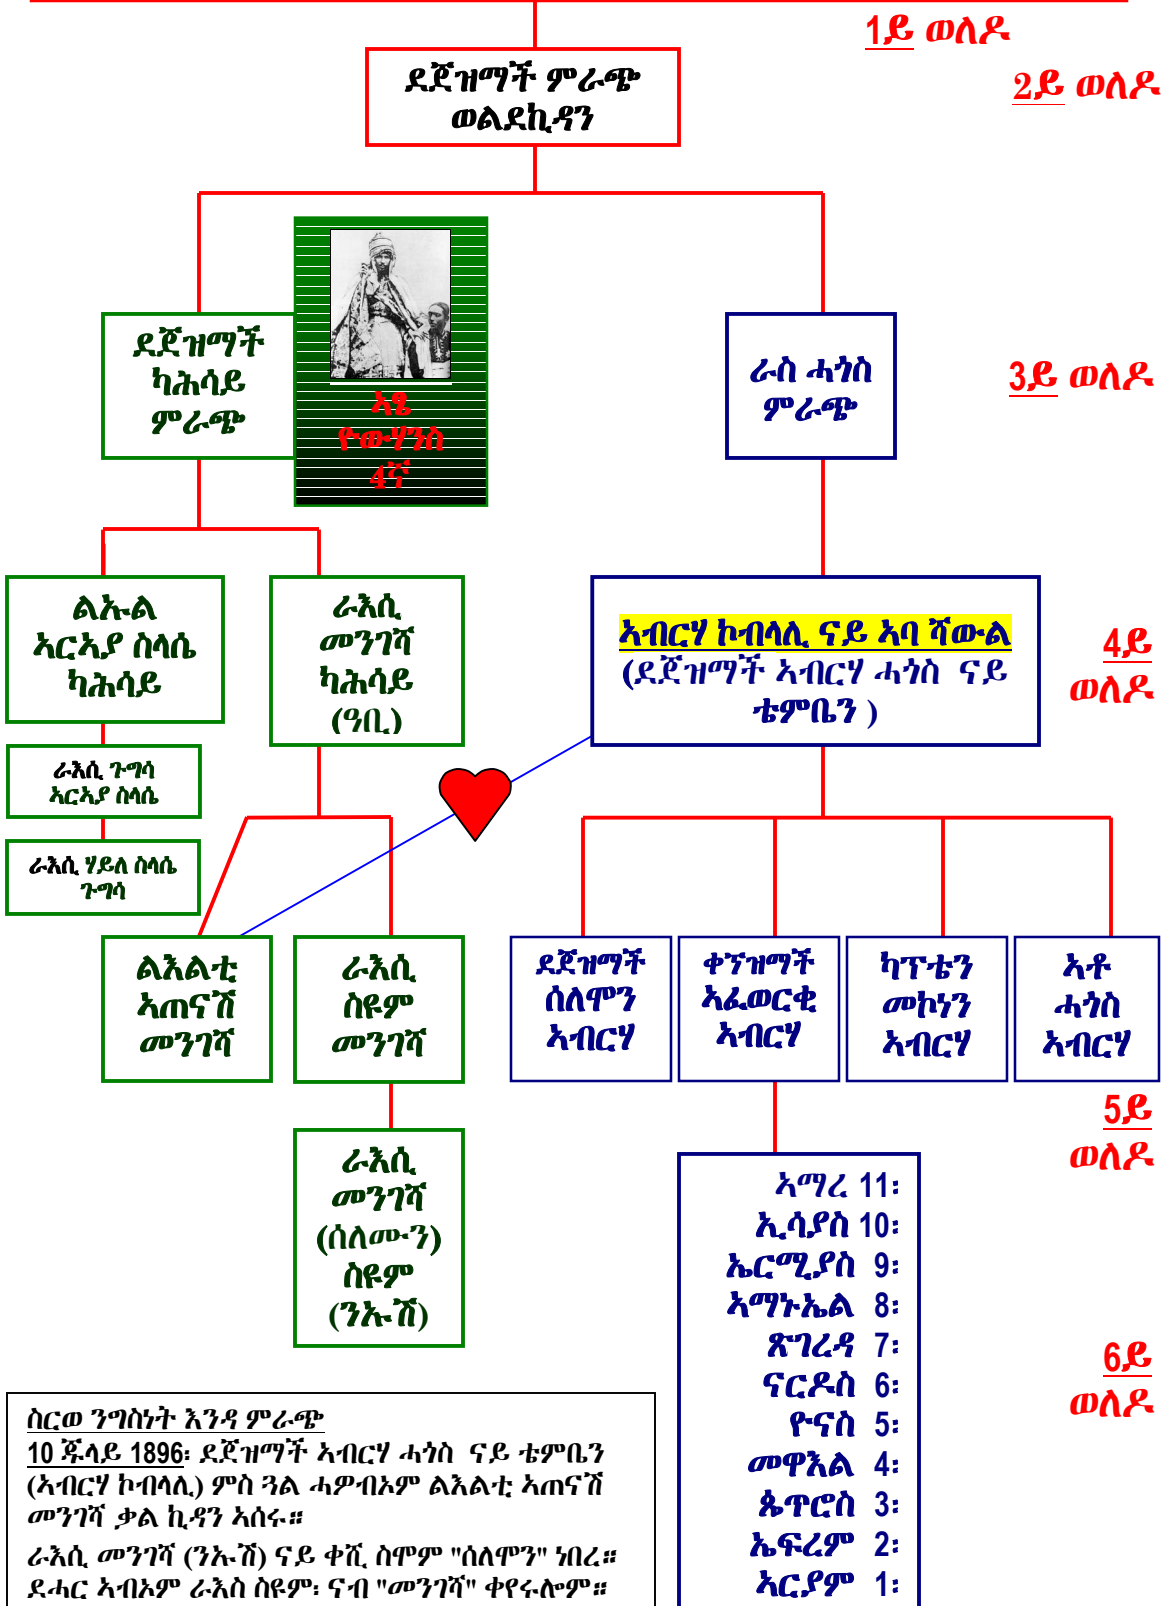 1ይ ወለዶ
ደጀዝማች ምራጭ
ወልደኪዳን
2ይ ወለዶ
ደጀዝማች
ካሕሳይ
ምራጭ
ኣፄ
ዮውሃንስ
4ኛ
ራስ ሓጎስ
ምራጭ
3ይ ወለዶ
ልኡል
ኣርኣያ ስላሴ
ካሕሳይ
ራእሲ
መንገሻ
ካሕሳይ
(ዓቢ)
ኣብርሃ ኮብላሊ ናይ ኣባ ሻውል
(ደጀዝማች ኣብርሃ ሓጎስ ናይ
ቴምቤን )
4ይ
ወለዶ
ራእሲ ጉግሳ
ኣርኣያ ስላሴ
ራእሲ ሃይለ ስላሴ
ጉግሳ
ልእልቲ
ኣጠናሽ
መንገሻ
ራእሲ
ስዩም
መንገሻ
ደጀዝማች
ሰለሞን
ኣብርሃ
ቀኘዝማች
ኣፈወርቂ
ኣብርሃ
ካፕቴን
መኮነን
ኣብርሃ
ኣቶ
ሓጎስ
ኣብርሃ
5ይ
ወለዶ
ራእሲ
መንገሻ
(ሰለሙን)
ስዩም
(ንኡሽ)
ኣማረ 11፡
ኢሳያስ 10፡
ኤርሚያስ 9፡
ኣማኑኤል 8፡
ጽገረዳ 7፡
ናርዶስ 6፡
ዮናስ 5፡
መዋእል 4፡
ጴጥሮስ 3፡
ኤፍረም 2፡
ኣርያም 1፡
6ይ
ወለዶ
ስርወ ንግስነት እንዳ ምራጭ
10 ጁላይ 1896፡ ደጀዝማች ኣብርሃ ሓጎስ ናይ ቴምቤን
(ኣብርሃ ኮብላሊ) ምስ ጓል ሓዎብኦም ልእልቲ ኣጠናሽ
መንገሻ ቃል ኪዳን ኣሰሩ።
ራእሲ መንገሻ (ንኡሽ) ናይ ቀሺ ስሞም "ሰለሞን" ነበረ።
ደሓር ኣብኦም ራእስ ስዩም፡ ናብ "መንገሻ" ቀየሩሎም።